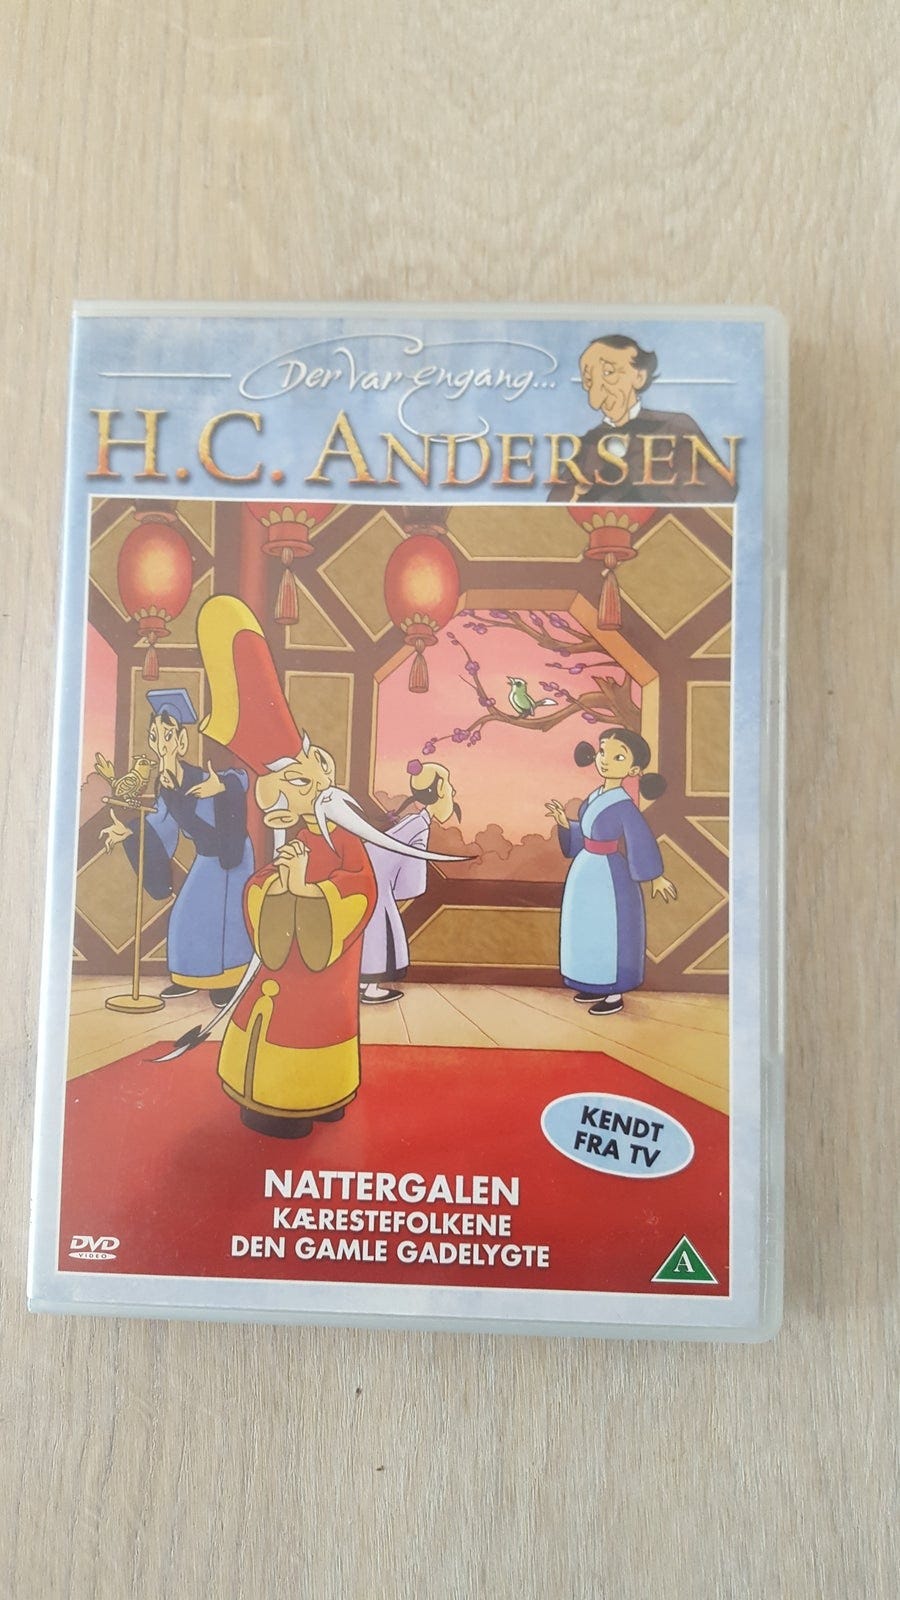 Der var engang...
H.C. ANDERSEN
KENDT
FRA TV
NATTERGALEN
KÆRESTEFOLKENE
DEN GAMLE GADELYGTE
DVD
VIDEO
A